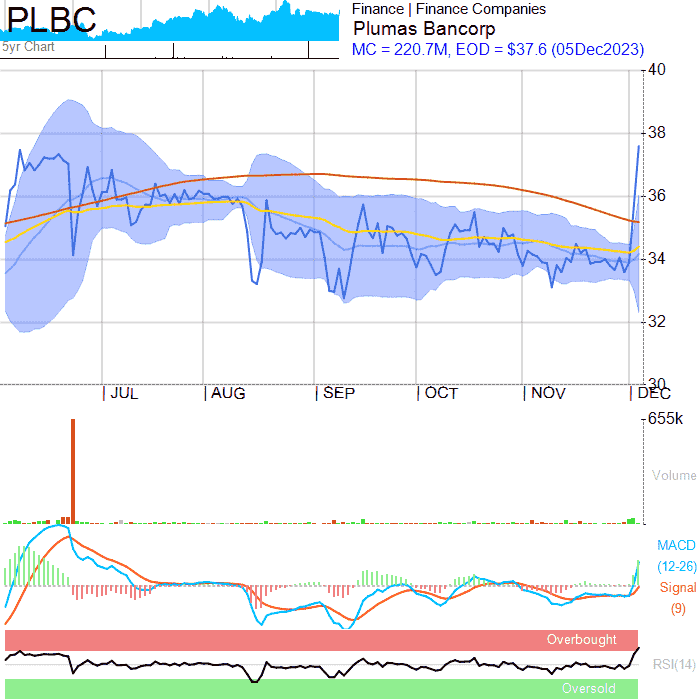 PLBC
5yr Chart
Finance | Finance Companies
Plumas Bancorp
MC = 220.7M, EOD = $37.6 (05Dec2023)
40
38
36
34
32
30
JUL
AUG
SEP
OCT
NOV
DEC
655k
Volume
MACD
(12-26)
Signal
(9)
Overbought
RSI(14)
Oversold